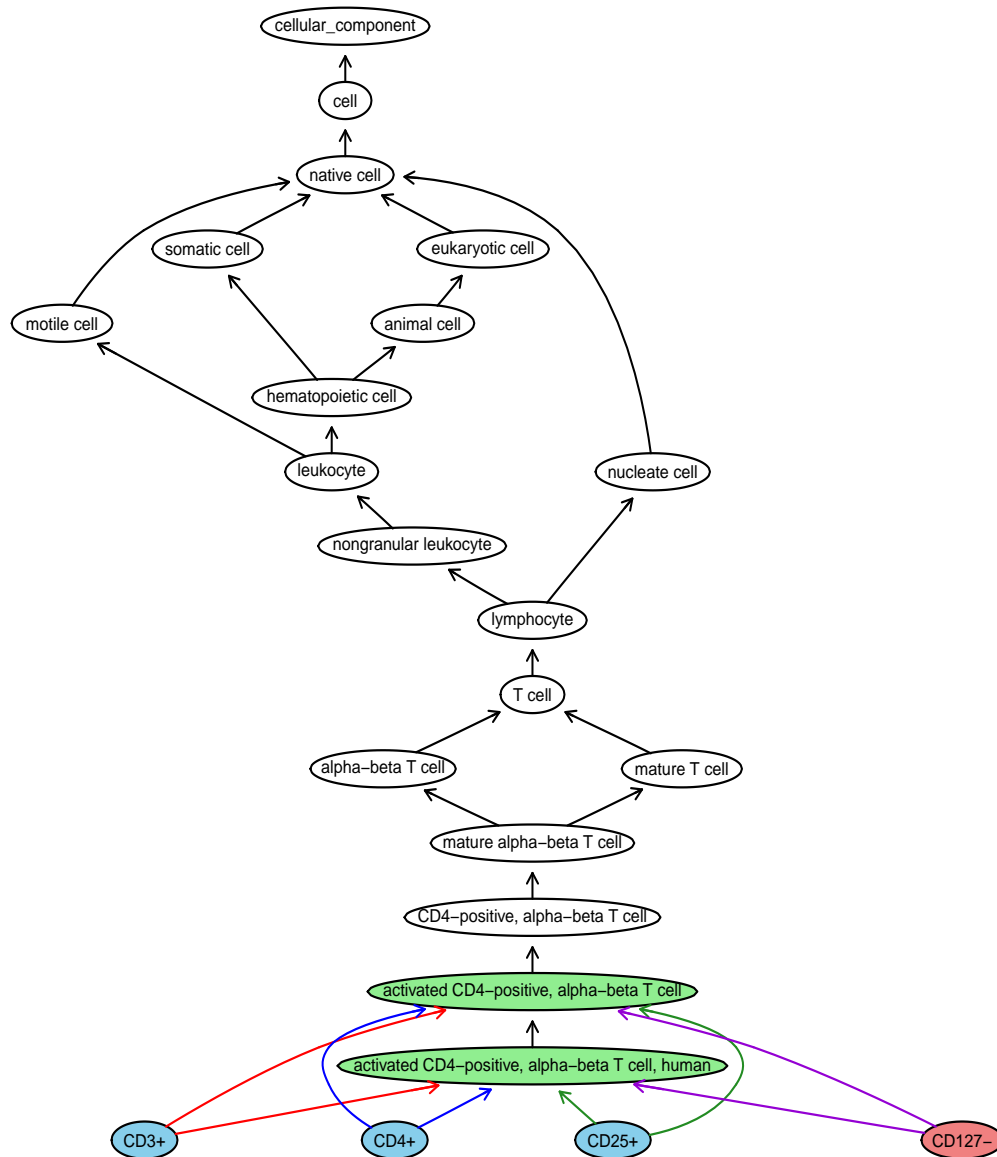 cellular_component
cell
native cell
somatic cell
eukaryotic cell
motile cell
animal cell
hematopoietic cell
leukocyte
nucleate cell
nongranular leukocyte
lymphocyte
T cell
alpha−beta T cell
mature T cell
mature alpha−beta T cell
CD4−positive, alpha−beta T cell
activated CD4−positive, alpha−beta T cell
activated CD4−positive, alpha−beta T cell, human
CD3+
CD4+
CD25+
CD127−